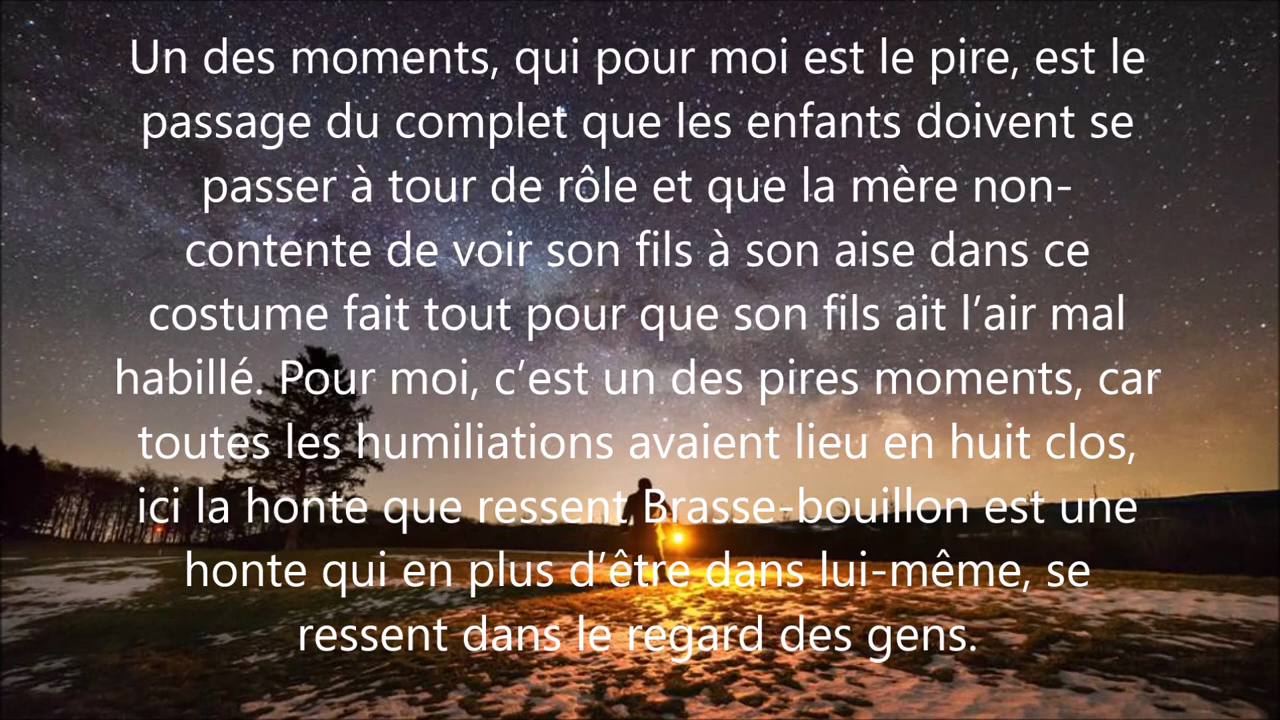 Un des moments, qui pour moi est le pire, est le
passage du complet que les enfants doivent se
passer à tour de rôle et que la mère non-
contente de voir son fils à son aise dans ce
costume fait tout pour que son fils ait l’air mal
habillé. Pour moi, c’est un des pires moments, car
toutes les humiliations avaient lieu en huit clos,
ici la honte que ressent Brasse-bouillon est une
honte qui en plus d’être dans lui-même, se
ressent dans le regard des gens.